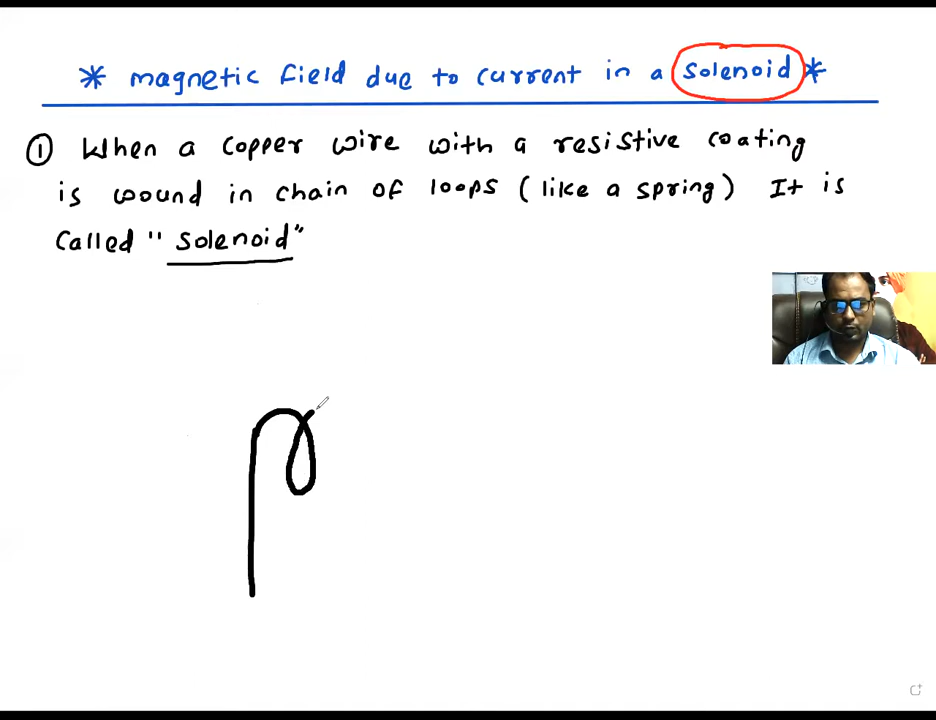 * magnetic field due to current in a solenoid *
① When a copper wire with a resistive coating
is wound in chain of loops (like a spring) It is
called "solenoid"